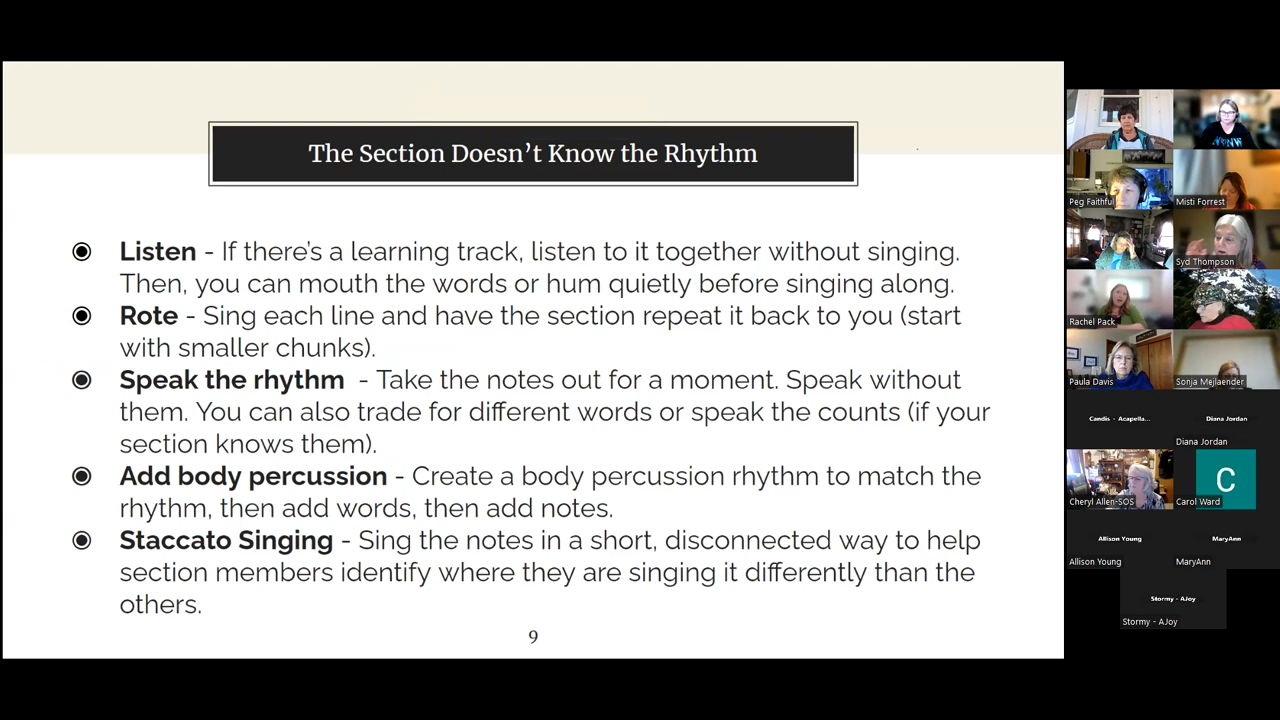 The Section Doesn't Know the Rhythm
Listen - If there's a learning track, listen to it together without singing.
Then, you can mouth the words or hum quietly before singing along.
Rote - Sing each line and have the section repeat it back to you (start
with smaller chunks).
Speak the rhythm - Take the notes out for a moment. Speak without
them. You can also trade for different words or speak the counts (if your
section knows them).
Add body percussion - Create a body percussion rhythm to match the
rhythm, then add words, then add notes.
Staccato Singing - Sing the notes in a short, disconnected way to help
section members identify where they are singing it differently than the
others.
9
Peg Faithful
Misti Forrest
Syd Thompson
Rachel Pack
Paula Davis
Sonja Mejlaender
Candis - Acapella...
Diana Jordan
Diana Jordan
Cheryl Allen-SOS
C
Carol Ward
Allison Young
Allison Young
MaryAnn
MaryAnn
Stormy - AJoy
Stormy - AJoy